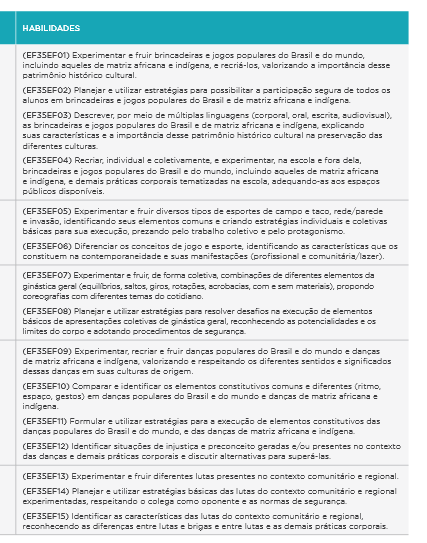 HABILIDADES
(EF35EF01) Experimentar e fruir brincadeiras e jogos populares do Brasil e do mundo,
incluindo aqueles de matriz africana e indígena, e recriá-los, valorizando a importância desse
patrimônio histórico cultural.
(EF35EF02) Planejar e utilizar estratégias para possibilitar a participação segura de todos os
alunos em brincadeiras e jogos populares do Brasil e de matriz africana e indígena.
(EF35EF03) Descrever, por meio de múltiplas linguagens (corporal, oral, escrita, audiovisual),
as brincadeiras e jogos populares do Brasil e de matriz africana e indígena, explicando
suas características e a importância desse patrimônio histórico cultural na preservação das
diferentes culturas.
(EF35EF04) Recriar, individual e coletivamente, e experimentar, na escola e fora dela,
brincadeiras e jogos populares do Brasil e do mundo, incluindo aqueles de matriz africana
e indígena, e demais práticas corporais tematizadas na escola, adequando-as aos espaços
públicos disponíveis.
(EF35EF05) Experimentar e fruir diversos tipos de esportes de campo e taco, rede/parede
e invasão, identificando seus elementos comuns e criando estratégias individuais e coletivas
básicas para sua execução, prezando pelo trabalho coletivo e pelo protagonismo.
(EF35EF06) Diferenciar os conceitos de jogo e esporte, identificando as características que os
constituem na contemporaneidade e suas manifestações (profissional e comunitária/lazer).
(EF35EF07) Experimentar e fruir, de forma coletiva, combinações de diferentes elementos da
ginástica geral (equilíbrios, saltos, giros, rotações, acrobacias, com e sem materiais), propondo
coreografias com diferentes temas do cotidiano.
(EF35EF08) Planejar e utilizar estratégias para resolver desafios na execução de elementos
básicos de apresentações coletivas de ginástica geral, reconhecendo as potencialidades e os
limites do corpo e adotando procedimentos de segurança.
(EF35EF09) Experimentar, recriar e fruir danças populares do Brasil e do mundo e danças
de matriz africana e indígena, valorizando e respeitando os diferentes sentidos e significados
dessas danças em suas culturas de origem.
(EF35EF10) Comparar e identificar os elementos constitutivos comuns e diferentes (ritmo,
espaço, gestos) em danças populares do Brasil e do mundo e danças de matriz africana e
indígena.
(EF35EF11) Formular e utilizar estratégias para a execução de elementos constitutivos das
danças populares do Brasil e do mundo, e das danças de matriz africana e indígena.
(EF35EF12) Identificar situações de injustiça e preconceito geradas e/ou presentes no contexto
das danças e demais práticas corporais e discutir alternativas para superá-las.
(EF35EF13) Experimentar e fruir diferentes lutas presentes no contexto comunitário e regional.
(EF35EF14) Planejar e utilizar estratégias básicas das lutas do contexto comunitário e regional
experimentadas, respeitando o colega como oponente e as normas de segurança.
(EF35EF15) Identificar as características das lutas do contexto comunitário e regional,
reconhecendo as diferenças entre lutas e brigas e entre lutas e as demais práticas corporais.